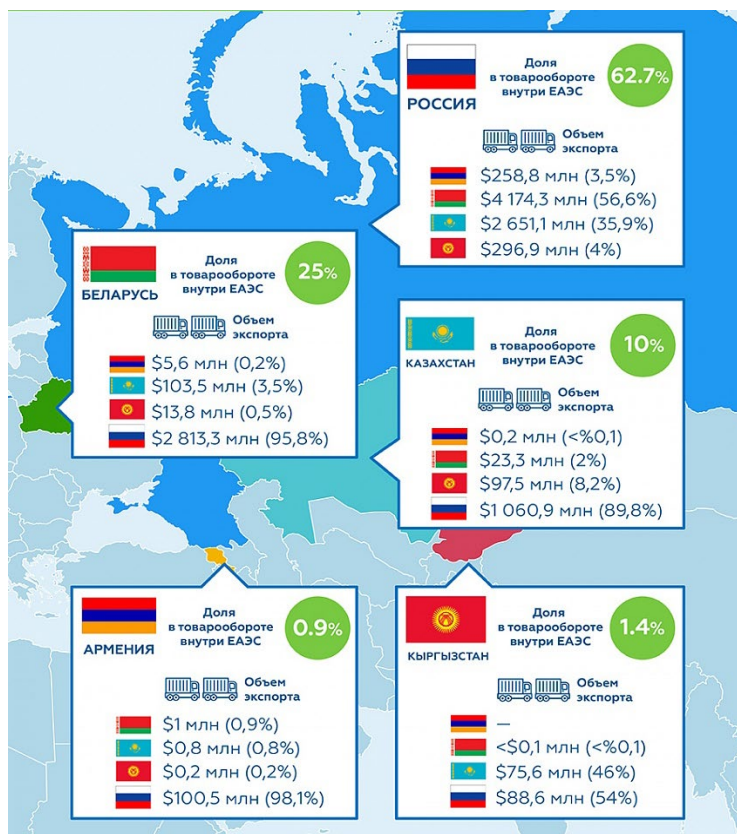 РОССИЯ
Доля
в товарообороте
внутри ЕАЭС
62.7%
Объем
экспорта
$258,8 млн (3,5%)
$4 174,3 млн (56,6%)
$2 651,1 млн (35,9%)
$296,9 млн (4%)
БЕЛАРУСЬ
Доля
в товарообороте
внутри ЕАЭС
25%
Объем
экспорта
$5,6 млн (0,2%)
$103,5 млн (3,5%)
$13,8 млн (0,5%)
$2 813,3 млн (95,8%)
КАЗАХСТАН
Доля
в товарообороте
внутри ЕАЭС
10%
Объем
экспорта
$0,2 млн (<%0,1)
$23,3 млн (2%)
$97,5 млн (8,2%)
$1 060,9 млн (89,8%)
АРМЕНИЯ
Доля
в товарообороте
внутри ЕАЭС
0.9%
Объем
экспорта
$1 млн (0,9%)
$0,8 млн (0,8%)
$0,2 млн (0,2%)
$100,5 млн (98,1%)
КЫРГЫЗСТАН
Доля
в товарообороте
внутри ЕАЭС
1.4%
Объем
экспорта
—
<$0,1 млн (<%0,1)
$75,6 млн (46%)
$88,6 млн (54%)